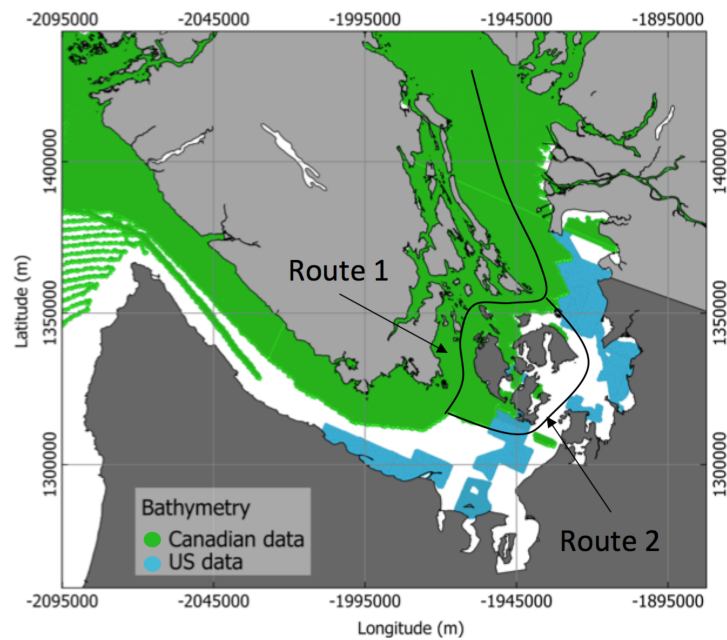 -2095000 -2045000 -1995000 -1945000 -1895000
1400000 1400000
Route 1
Latitude (m)
1350000 1350000
1300000 1300000
Bathymetry
Canadian data
US data
Route 2
-2095000 -2045000 -1995000 -1945000 -1895000
Longitude (m)